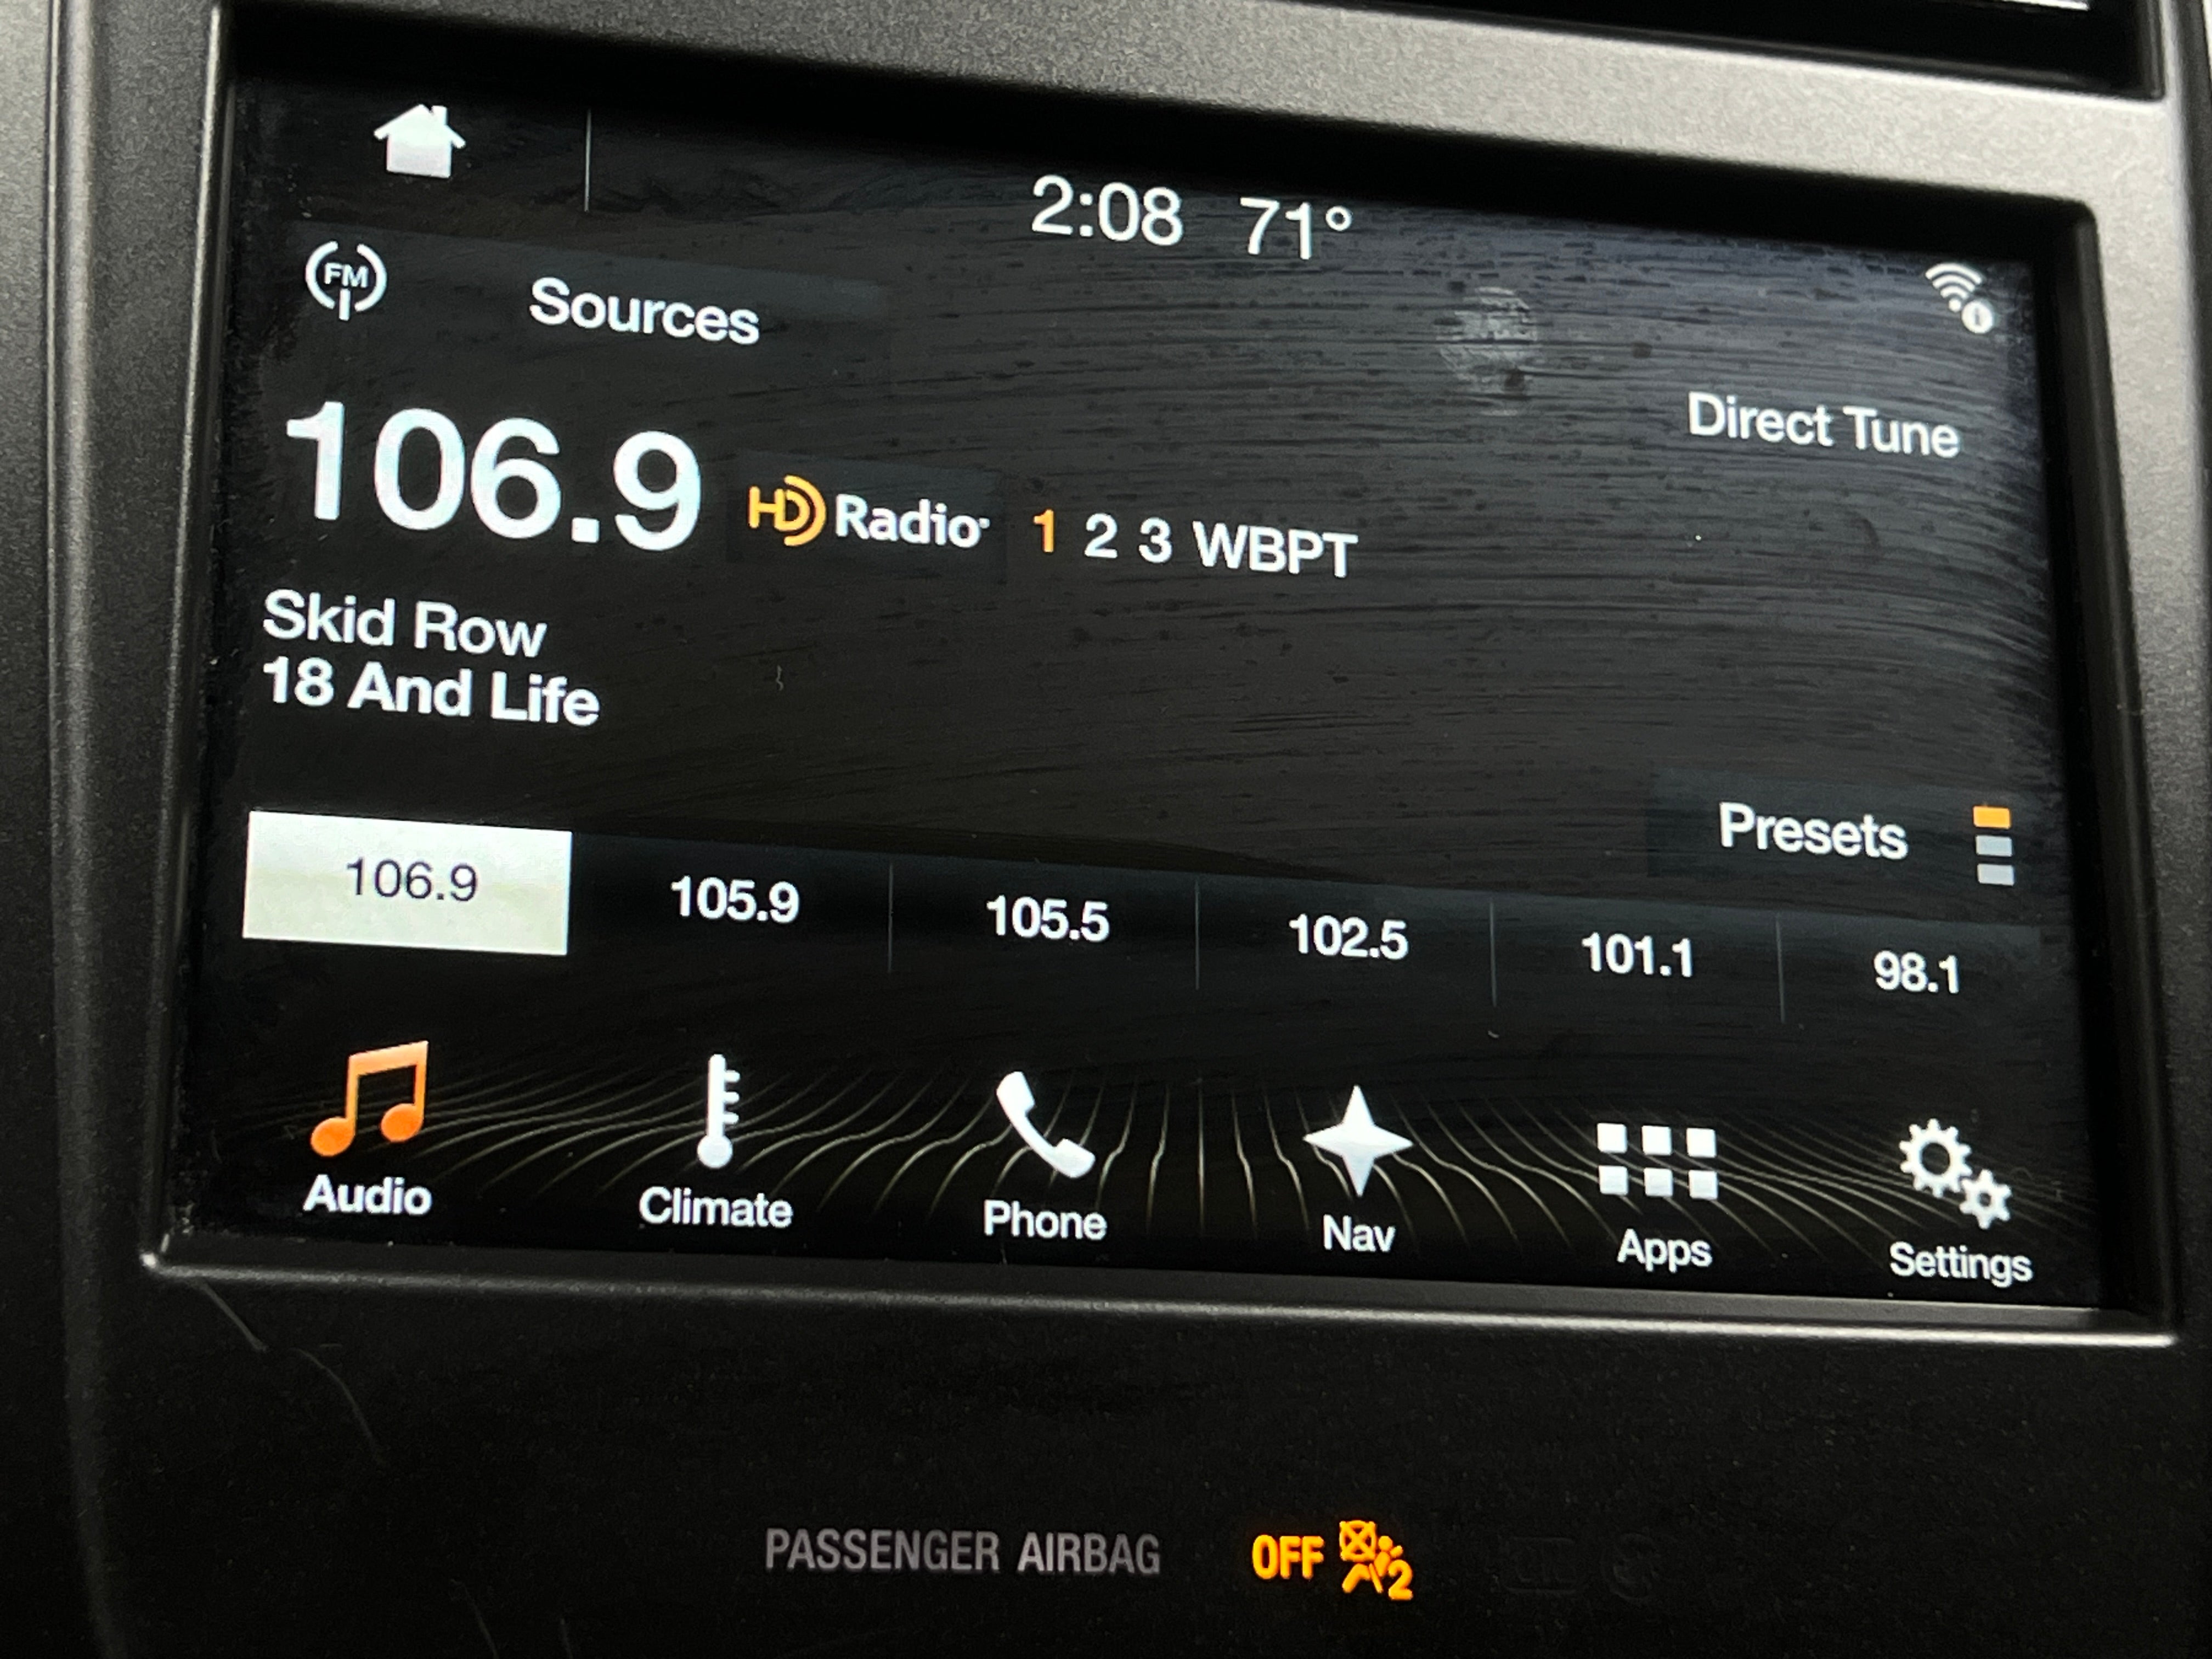 2:08 71°
FM Sources
Direct Tune
106.9 HD Radio 1 2 3 WBPT
Skid Row
18 And Life
Presets
106.9 105.9 105.5 102.5 101.1 98.1
Audio Climate Phone Nav Apps Settings
PASSENGER AIRBAG OFF 2